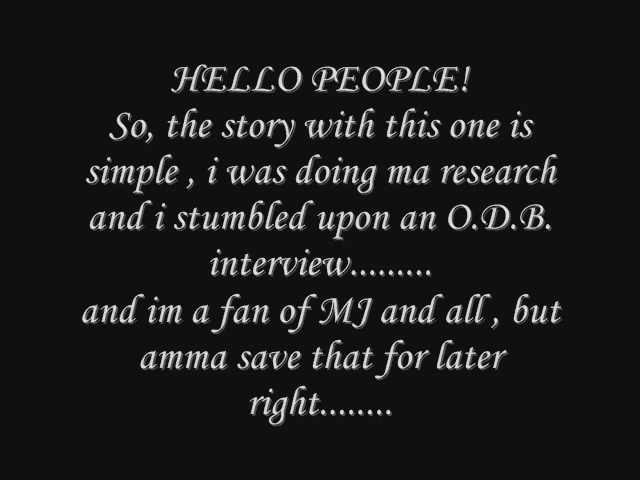 HELLO PEOPLE!
So, the story with this one is
simple , i was doing ma research
and i stumbled upon an O.D.B.
interview.........
and im a fan of MJ and all , but
amma save that for later
right........